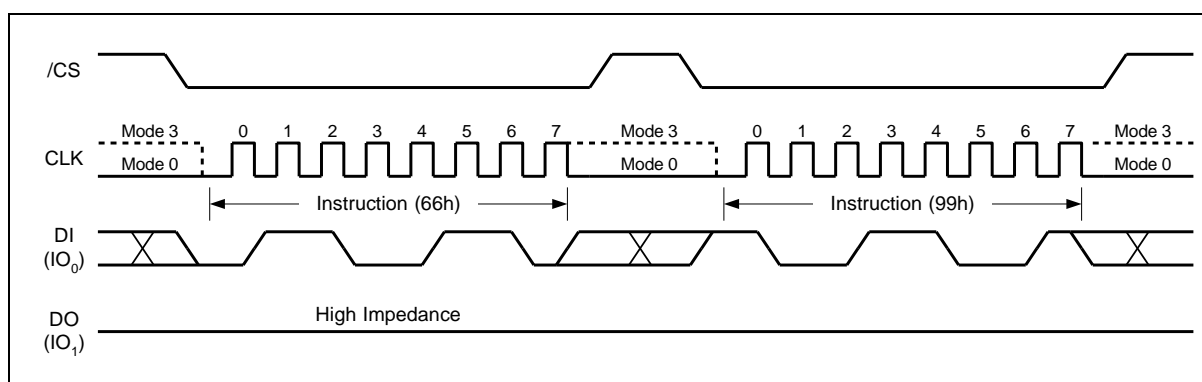 /CS
Mode 3 0 1 2 3 4 5 6 7 Mode 3 0 1 2 3 4 5 6 7 Mode 3
CLK Mode 0 Mode 0 Mode 0
Instruction (66h) Instruction (99h)
DI
(IO0)
High Impedance
DO
(IO1)